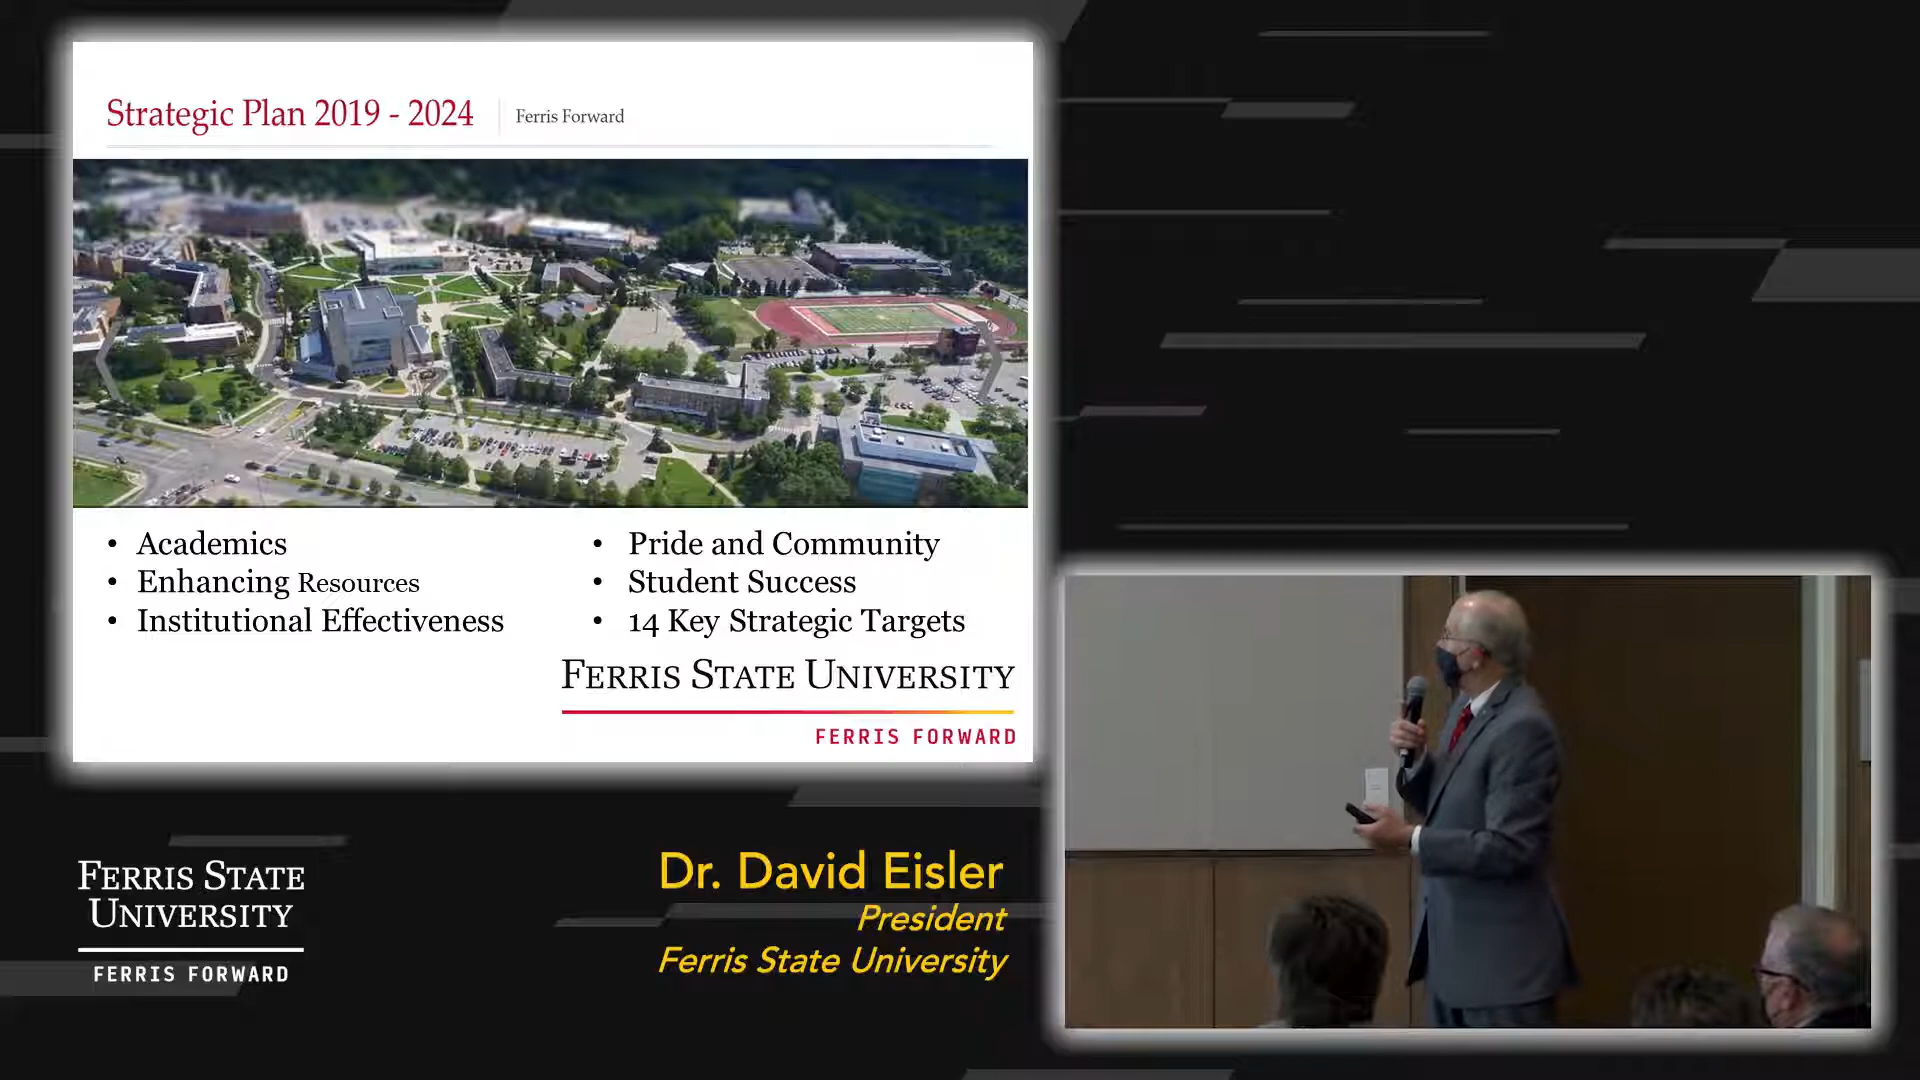 Strategic Plan 2019 - 2024
Ferris Forward
• Academics
• Enhancing Resources
• Institutional Effectiveness
• Pride and Community
• Student Success
• 14 Key Strategic Targets
FERRIS STATE UNIVERSITY
FERRIS FORWARD
FERRIS STATE
UNIVERSITY
FERRIS FORWARD
Dr. David Eisler
President
Ferris State University